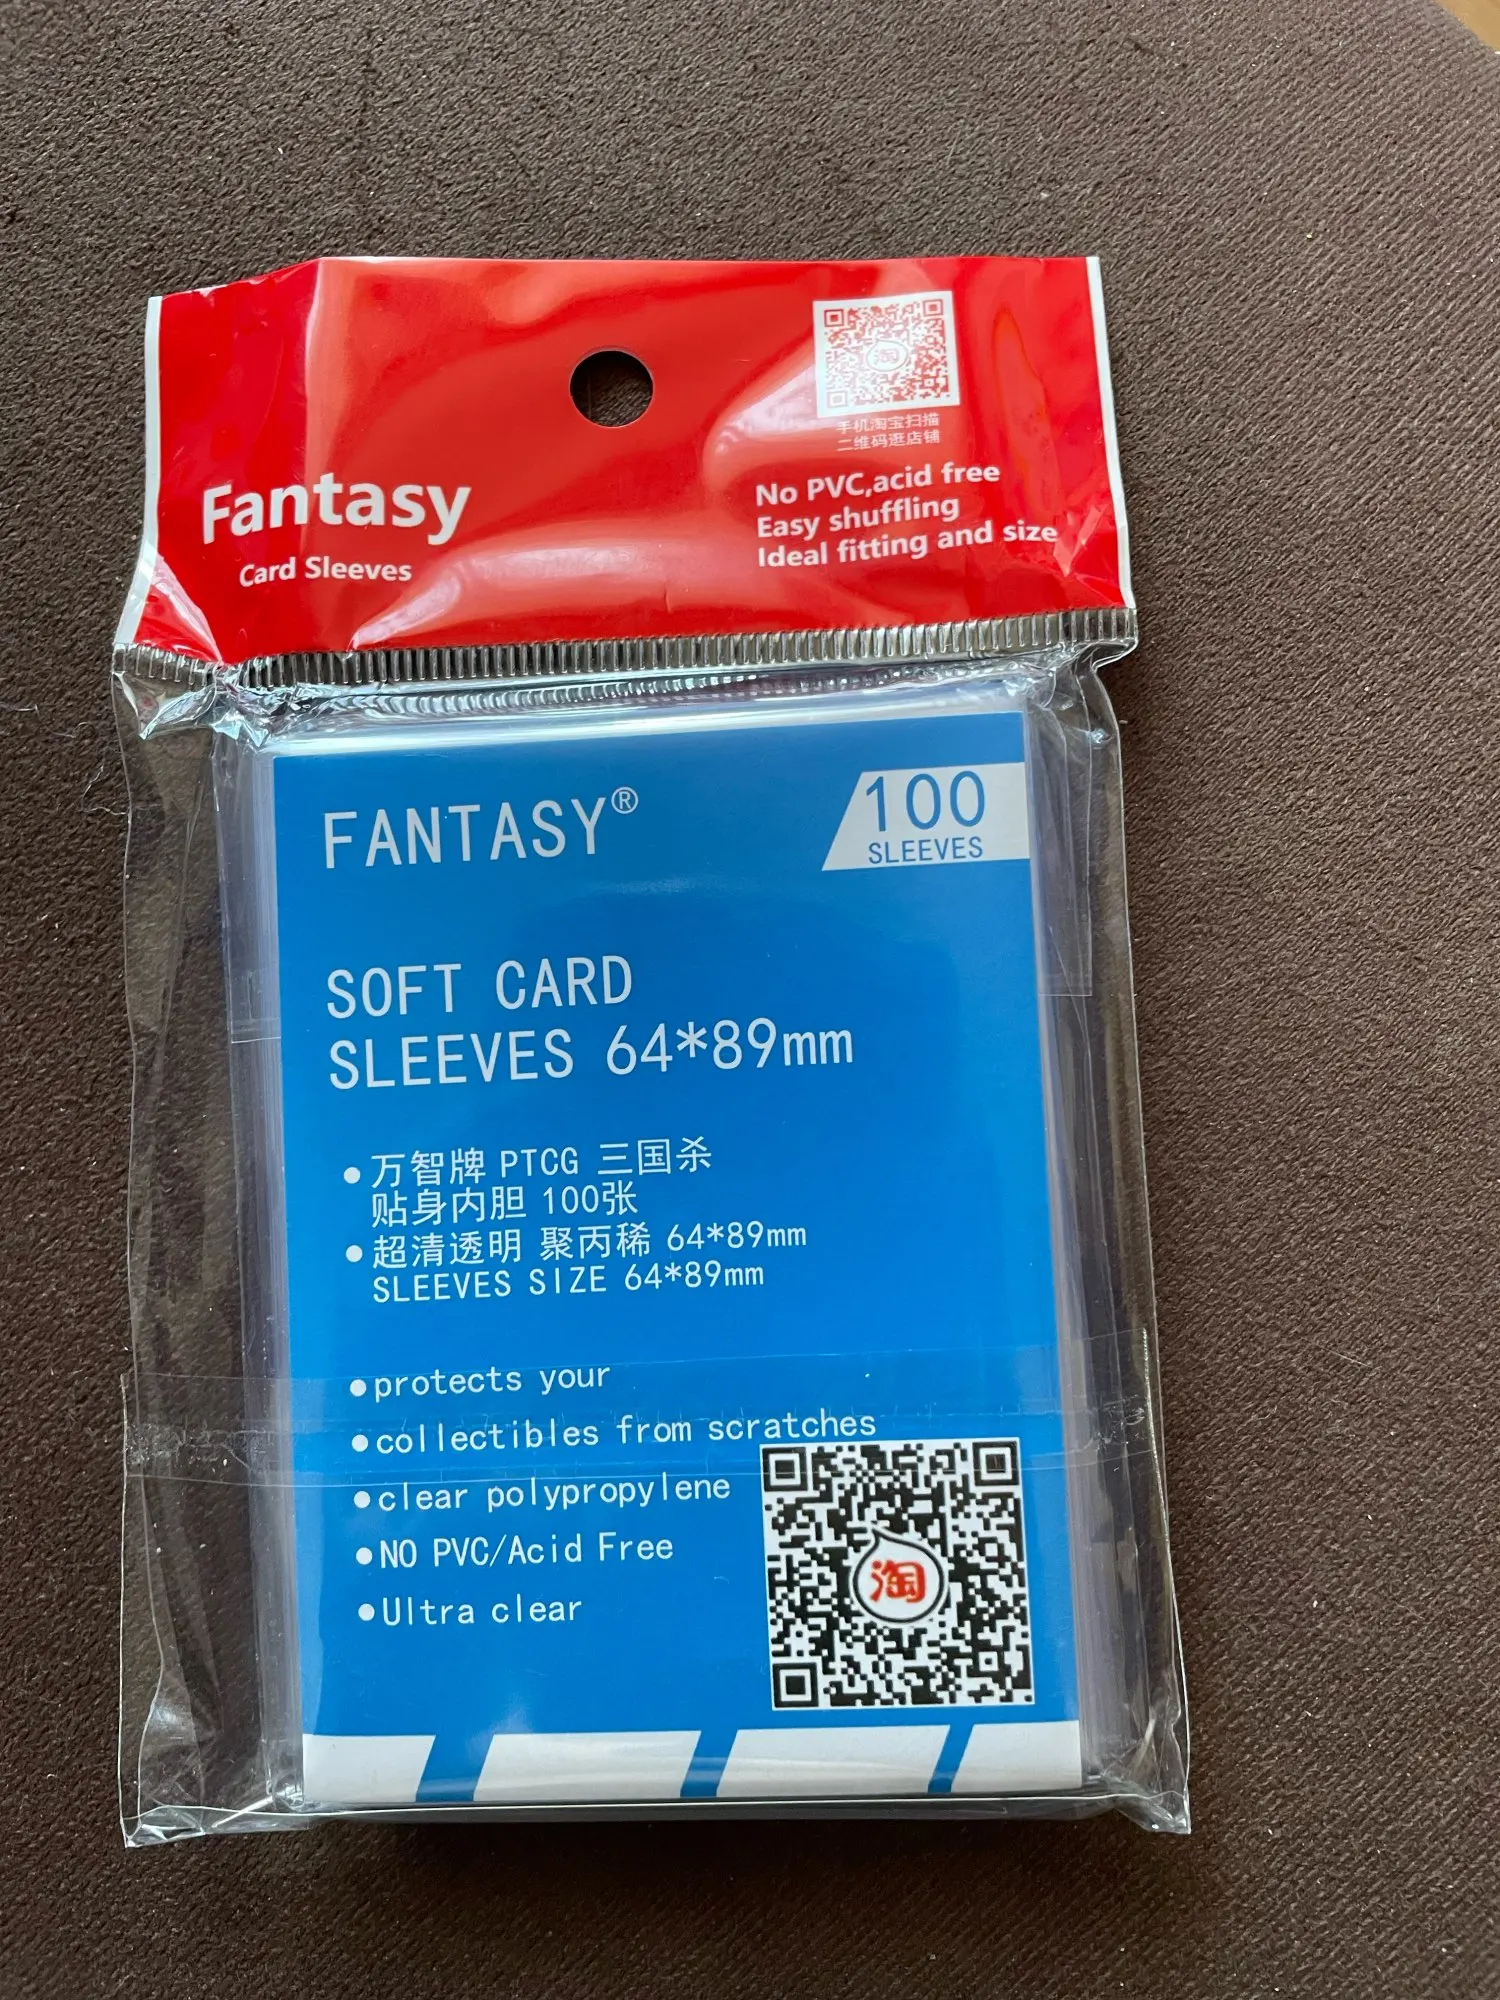 手机淘宝扫描
二维码逛店铺
Fantasy
Card Sleeves
No PVC,acid free
Easy shuffling
Ideal fitting and size
FANTASY®
100
SLEEVES
SOFT CARD
SLEEVES 64*89mm
●万智牌 PTCG 三国杀
贴身内胆 100张
●超清透明 聚丙稀 64*89mm
SLEEVES SIZE 64*89mm
●protects your
●collectibles from scratches
●clear polypropylene
●NO PVC/Acid Free
●Ultra clear
淘